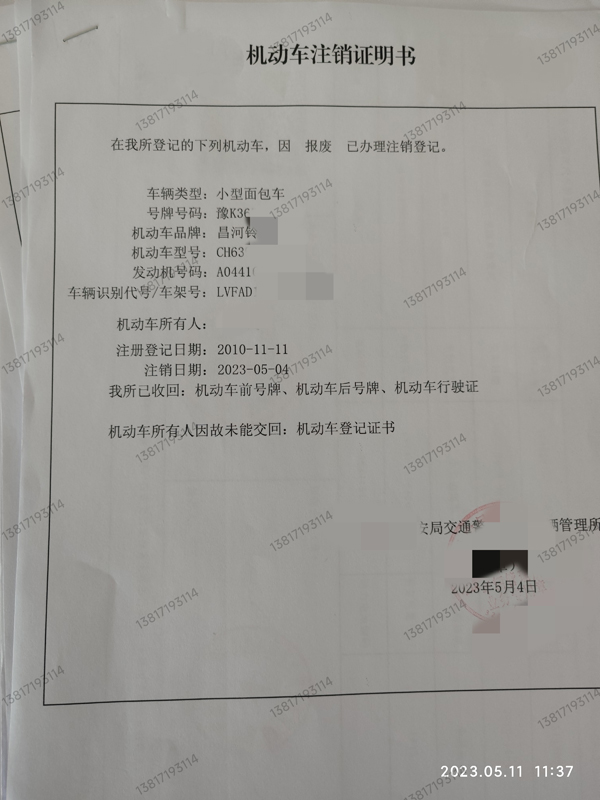 机动车注销证明书
在我所登记的下列机动车，因 报废 已办理注销登记。
车辆类型：小型面包车
号牌号码：豫K36
机动车品牌：昌河铃
机动车型号：CH63
发动机号码：A0441
车辆识别代号/车架号：LVFAD
机动车所有人：
注册登记日期：2010-11-11
注销日期：2023-05-04
我所已收回：机动车前号牌、机动车后号牌、机动车行驶证
机动车所有人因故未能交回：机动车登记证书
安局交通警 辆管理所
2023年5月4日
2023.05.11 11:37
13817193114